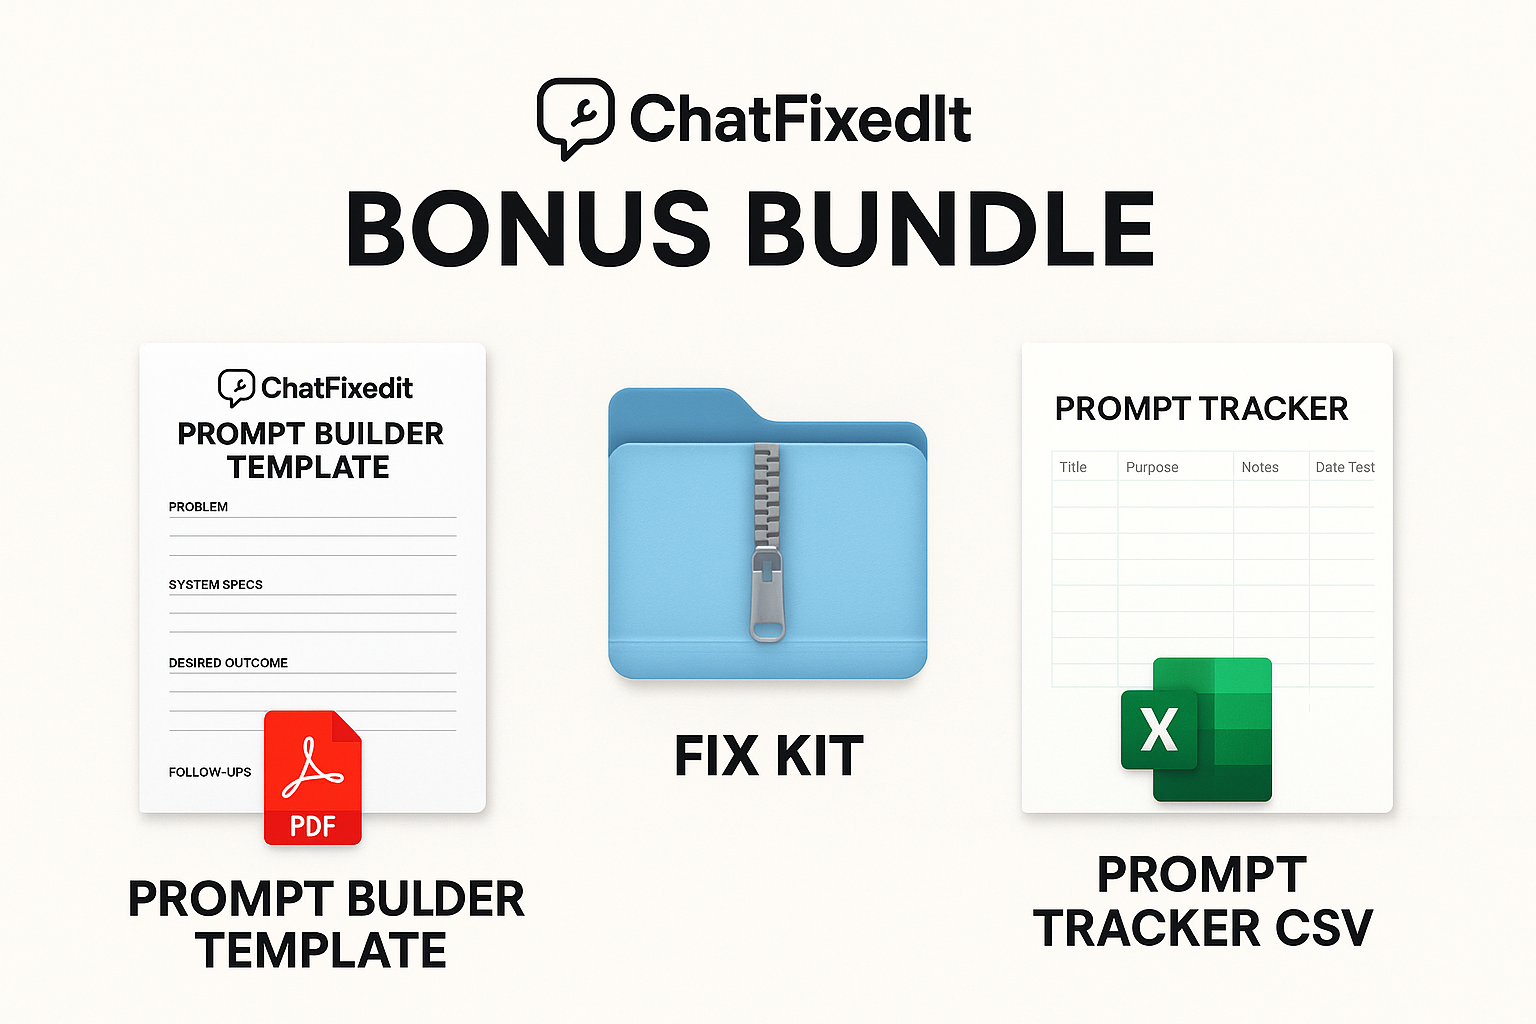 ChatFixedIt
BONUS BUNDLE
ChatFixedit
PROMPT BUILDER
TEMPLATE
PROBLEM
SYSTEM SPECS
DESIRED OUTCOME
FOLLOW-UPS
PDF
PROMPT BULDER
TEMPLATE
FIX KIT
PROMPT TRACKER
Title Purpose Notes Date Test
X
PROMPT
TRACKER CSV